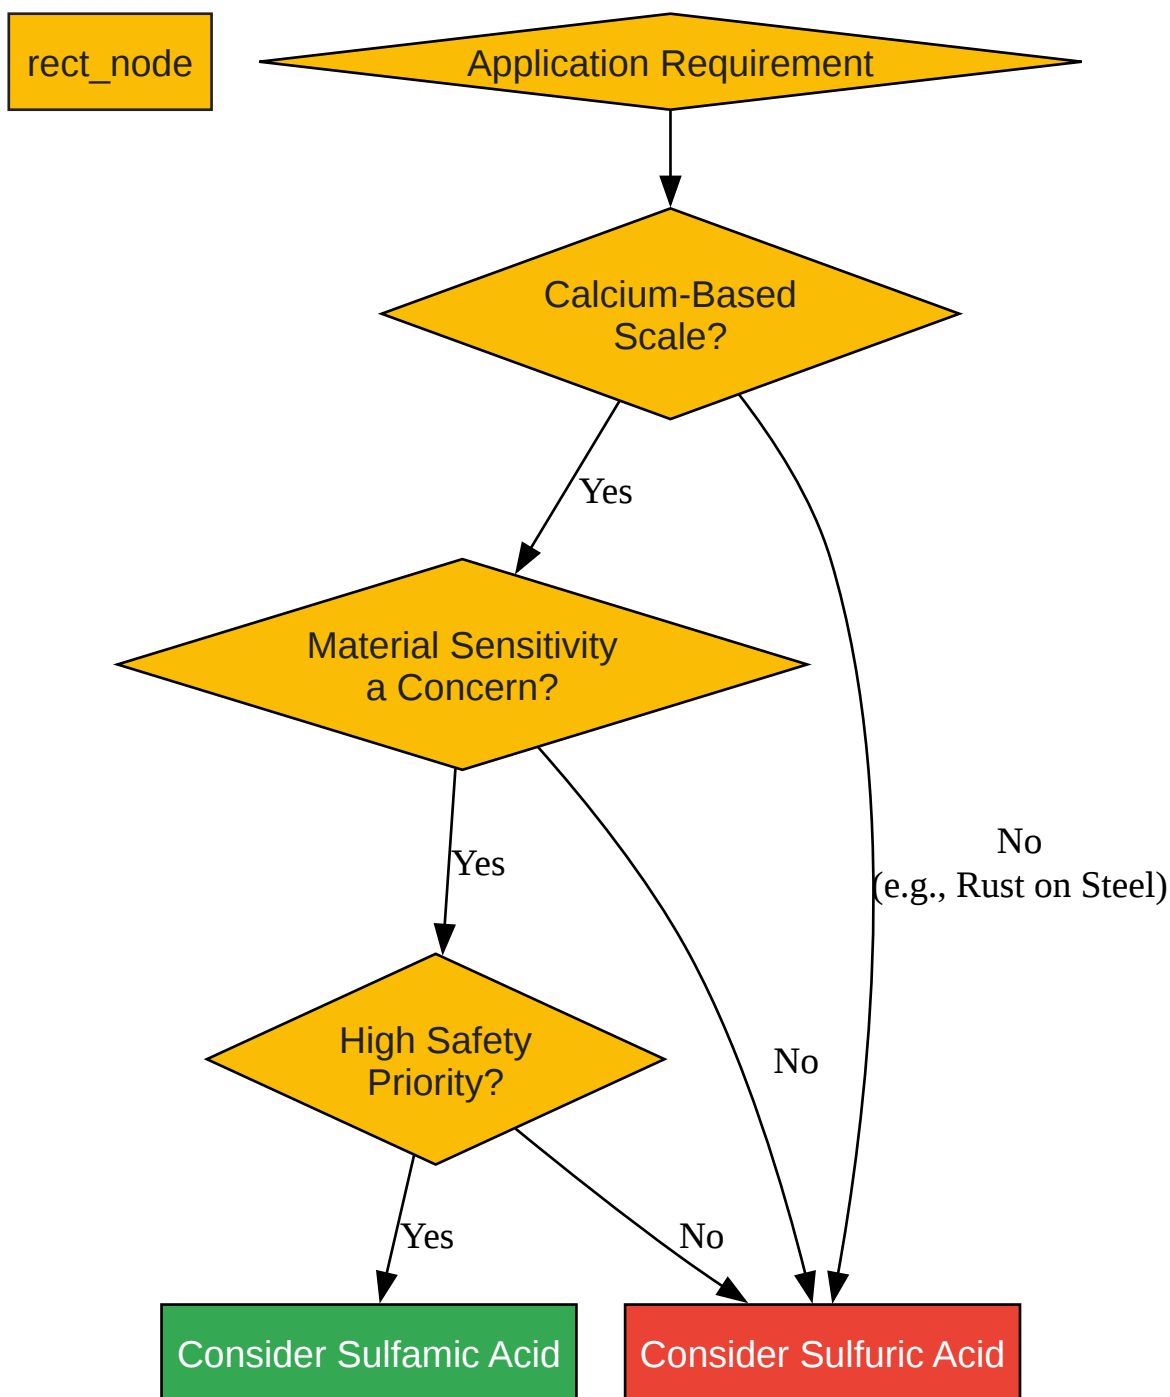 rect_node
Application Requirement
Calcium-Based
Scale?
Yes
Material Sensitivity
a Concern?
No
(e.g., Rust on Steel)
Yes
High Safety
Priority?
No
Yes
No
Consider Sulfamic Acid
Consider Sulfuric Acid